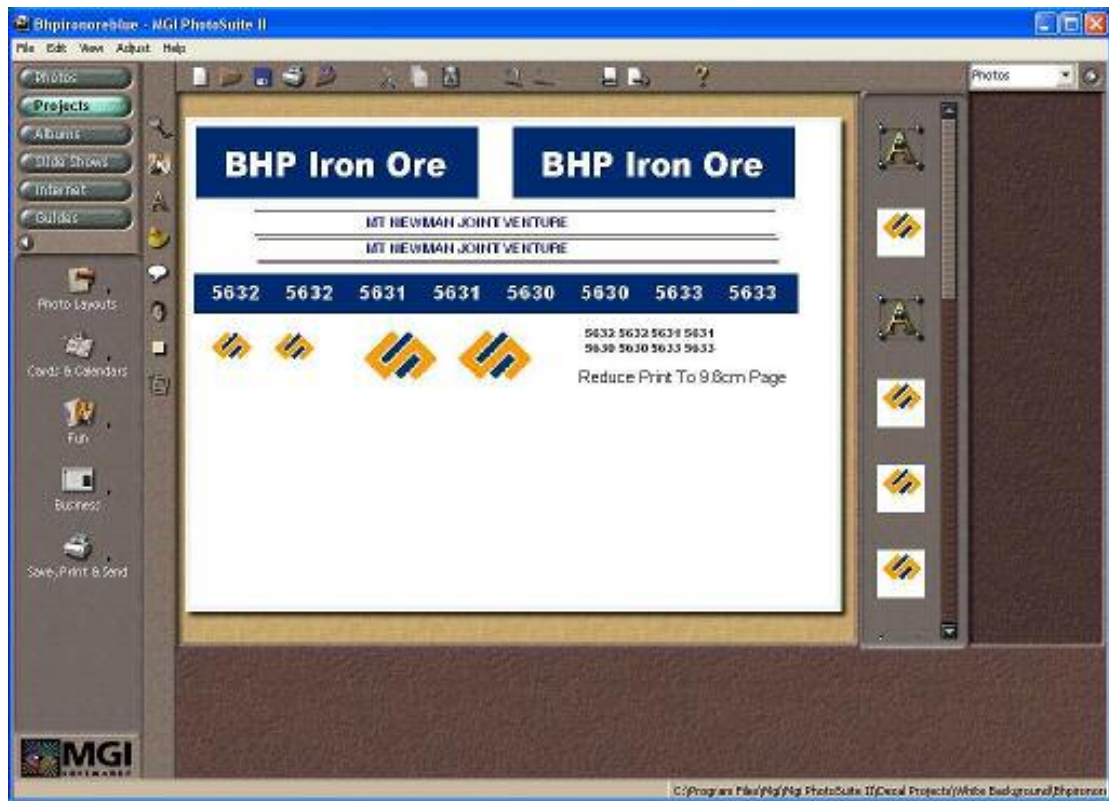 Bhpironoreblue - MGI PhotoSuite II
File Edit View Adjust Help
Photos
Projects
Albums
Slide Shows
Internet
Guides
Photos
BHP Iron Ore BHP Iron Ore
MT NEWMAN JOINT VENTURE
MT NEWMAN JOINT VENTURE
5632 5632 5631 5631 5630 5630 5633 5633
5632 5632 5631 5631
5630 5630 5633 5633
Reduce Print To 9.6cm Page
Photo Layouts
Cards & Calendars
Fun
Business
Save, Print & Send
MGI
SOFTWARE
C:\Program Files\Mgi\Mgi PhotoSuite II\Decal Projects\White Background\Bhpironor